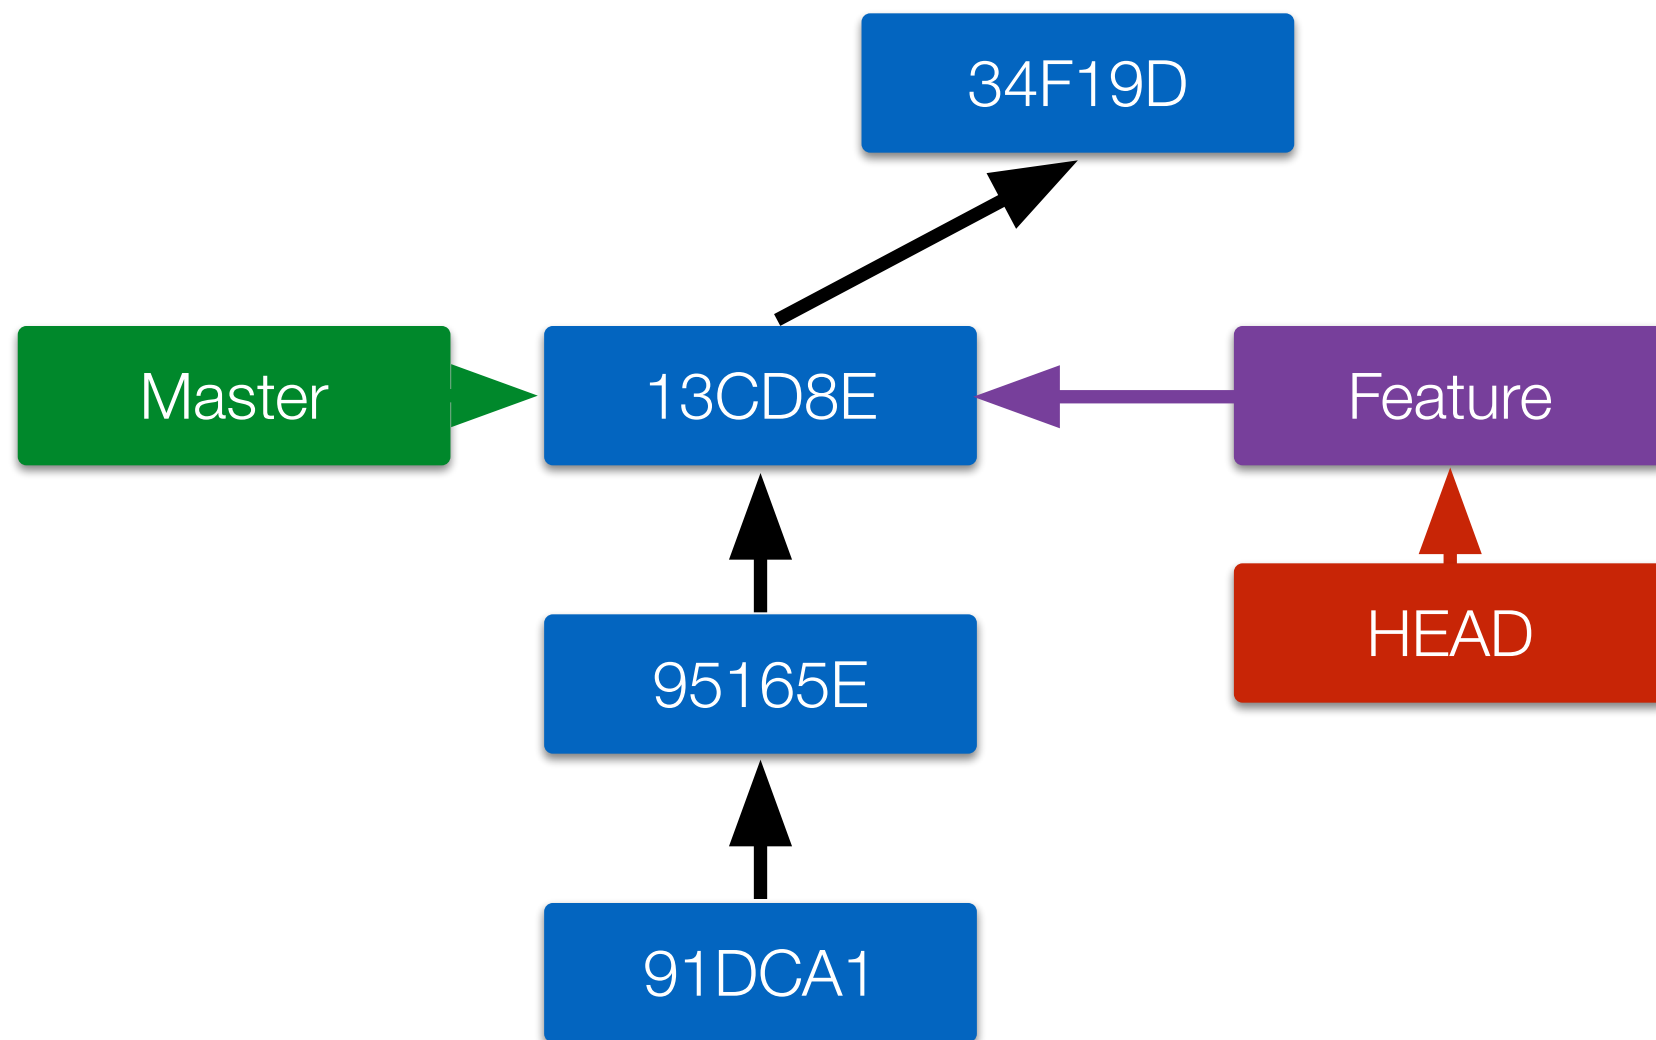 34F19D
Master
13CD8E
Feature
HEAD
95165E
91DCA1